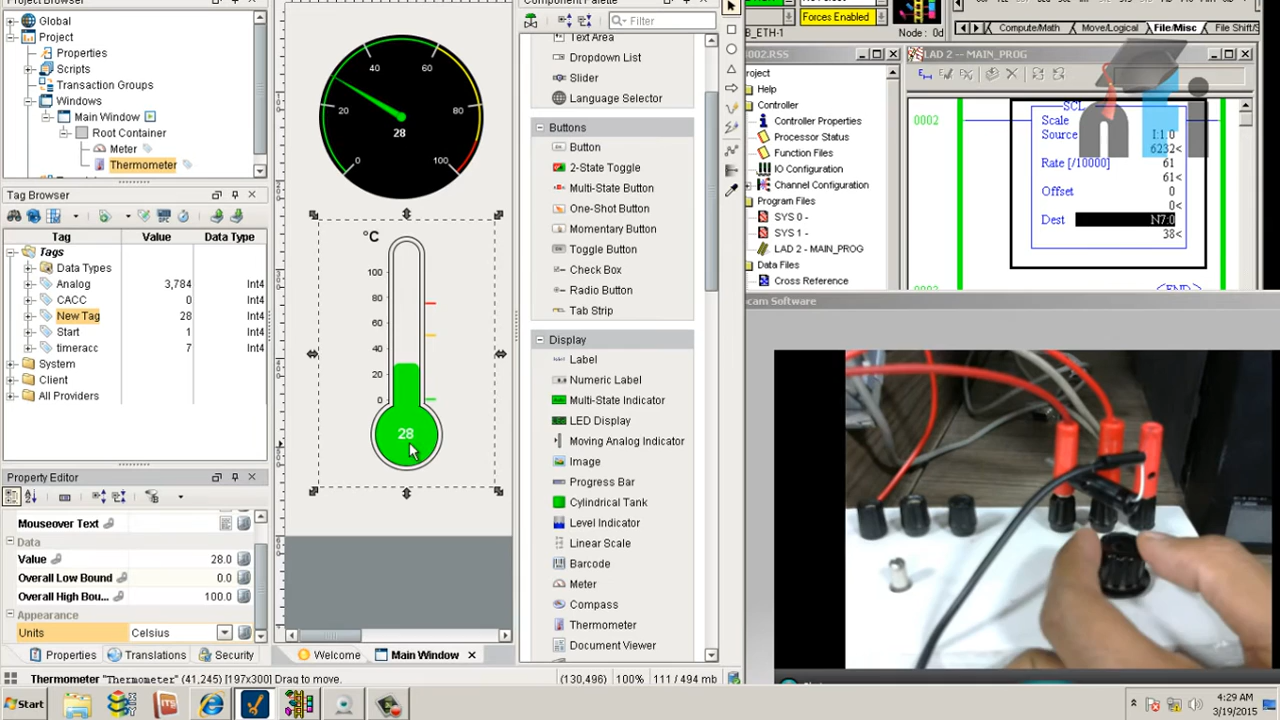 Project Browser
Global
Project
Properties
Scripts
Transaction Groups
Windows
Main Window
Root Container
Meter
Thermometer
Tag Browser
Tag Value Data Type
Tags
Data Types
Analog 3,784 Int4
CACC 0 Int4
New Tag 28 Int4
Start 1 Int4
timeracc 7 Int4
System
Client
All Providers
Property Editor
Mouseover Text
Data
Value 28.0
Overall Low Bound 0.0
Overall High Bou... 100.0
Appearance
Units Celsius
Properties Translations Security
0 20 40 60 80 100
28
°C
100
80
60
40
20
0
28
Welcome Main Window
Component Palette
Filter
Text Area
Dropdown List
Slider
Language Selector
Buttons
Button
2-State Toggle
Multi-State Button
One-Shot Button
Momentary Button
Toggle Button
Check Box
Radio Button
Tab Strip
Display
Label
Numeric Label
Multi-State Indicator
LED Display
Moving Analog Indicator
Image
Progress Bar
Cylindrical Tank
Level Indicator
Linear Scale
Barcode
Meter
Compass
Thermometer
Document Viewer
Thermometer "Thermometer" (41,245) [197x300] Drag to move.
(130,496) 100% 111 / 494 mb
Forces Enabled
B_ETH-1 Node: 0d
Compute/Math Move/Logical File/Misc File Shift/S
002.RSS
roject
Help
Controller
Controller Properties
Processor Status
Function Files
IO Configuration
Channel Configuration
Program Files
SYS 0 -
SYS 1 -
LAD 2 - MAIN_PROG
Data Files
Cross Reference
LAD 2 -- MAIN_PROG
0002
SCL
Scale
Source I:1.0
6232<
Rate [/10000] 61
61<
Offset 0
0<
Dest N7:0
38<
<END>
cam Software
Start
4:29 AM
3/19/2015